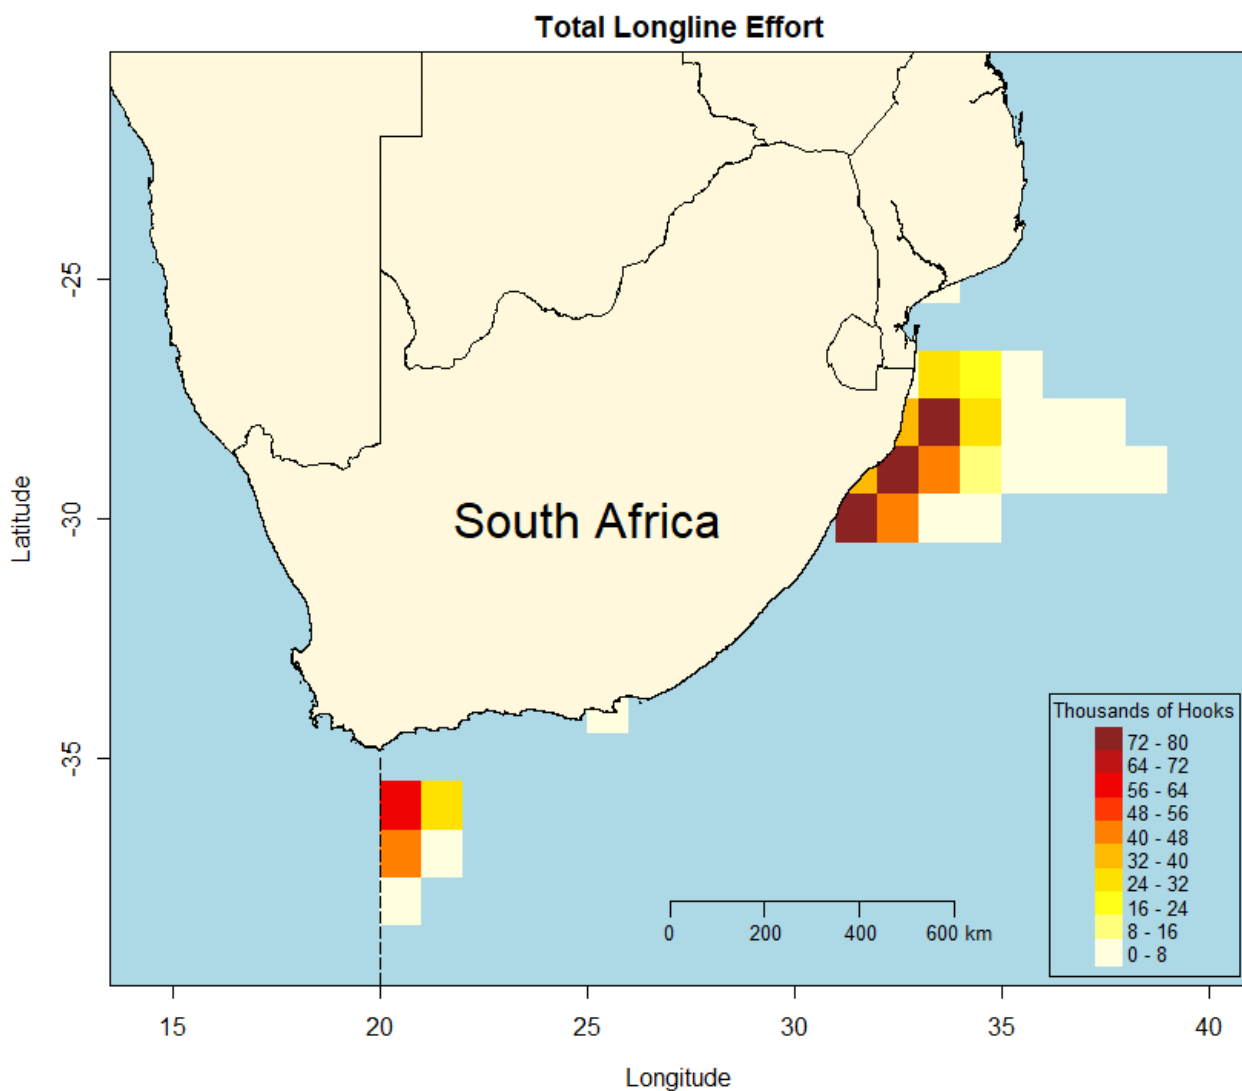 Total Longline Effort
-25
-30
-35
Latitude
South Africa
Thousands of Hooks
72 - 80
64 - 72
56 - 64
48 - 56
40 - 48
32 - 40
24 - 32
16 - 24
8 - 16
0 - 8
0 200 400 600 km
15 20 25 30 35 40
Longitude